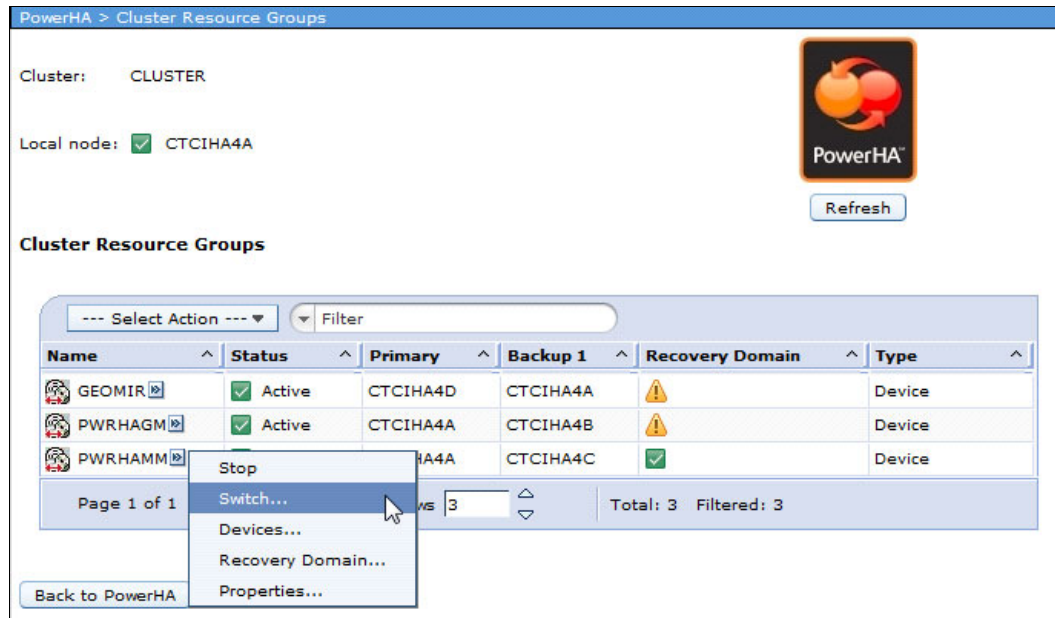 PowerHA > Cluster Resource Groups
Cluster: CLUSTER
Local node: CTCIHA4A
PowerHA™
Refresh
Cluster Resource Groups
--- Select Action --- Filter
Name Status Primary Backup 1 Recovery Domain Type
GEOMIR Active CTCIHA4D CTCIHA4A Device
PWRHAGM Active CTCIHA4A CTCIHA4B Device
PWRHAMM IHA4A CTCIHA4C Device
Stop
Page 1 of 1 Switch... ws 3 Total: 3 Filtered: 3
Devices...
Recovery Domain...
Back to PowerHA Properties...